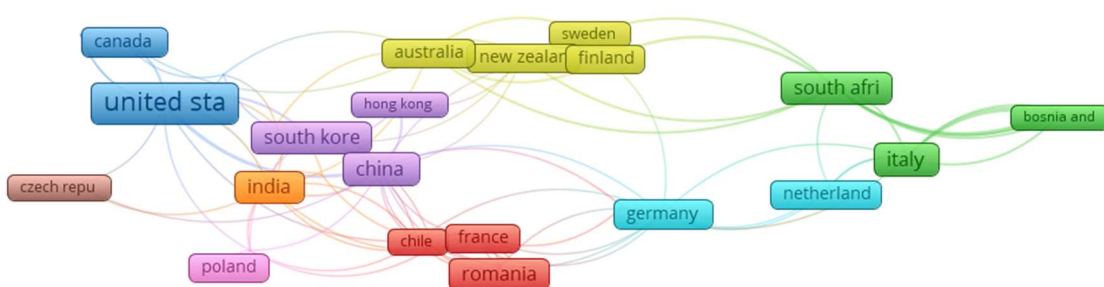 canada
sweden
australia
new zealan
finland
united sta
hong kong
south afri
bosnia and
south kore
china
italy
czech repu
india
netherland
germany
chile
france
poland
romania